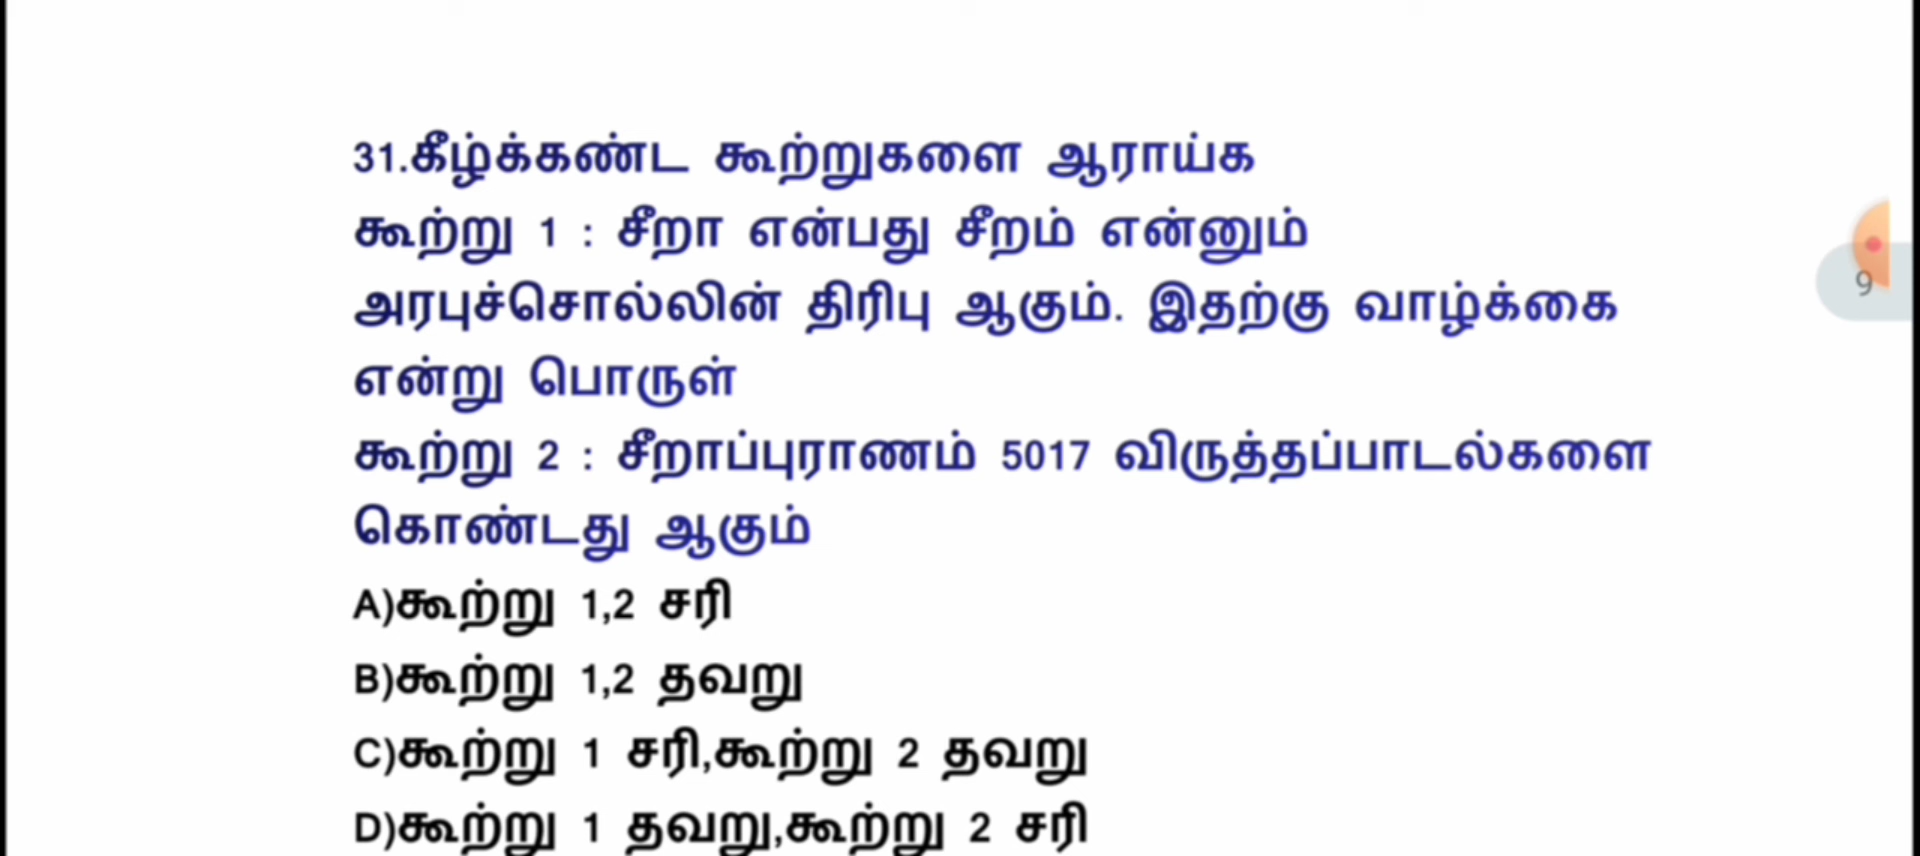 31.கீழ்க்கண்ட கூற்றுகளை ஆராய்க
கூற்று 1 : சீறா என்பது சீறம் என்னும்
அரபுச்சொல்லின் திரிபு ஆகும். இதற்கு வாழ்க்கை
என்று பொருள்
கூற்று 2 : சீறாப்புராணம் 5017 விருத்தப்பாடல்களை
கொண்டது ஆகும்
A)கூற்று 1,2 சரி
B)கூற்று 1,2 தவறு
C)கூற்று 1 சரி,கூற்று 2 தவறு
D)கூற்று 1 தவறு,கூற்று 2 சரி
9